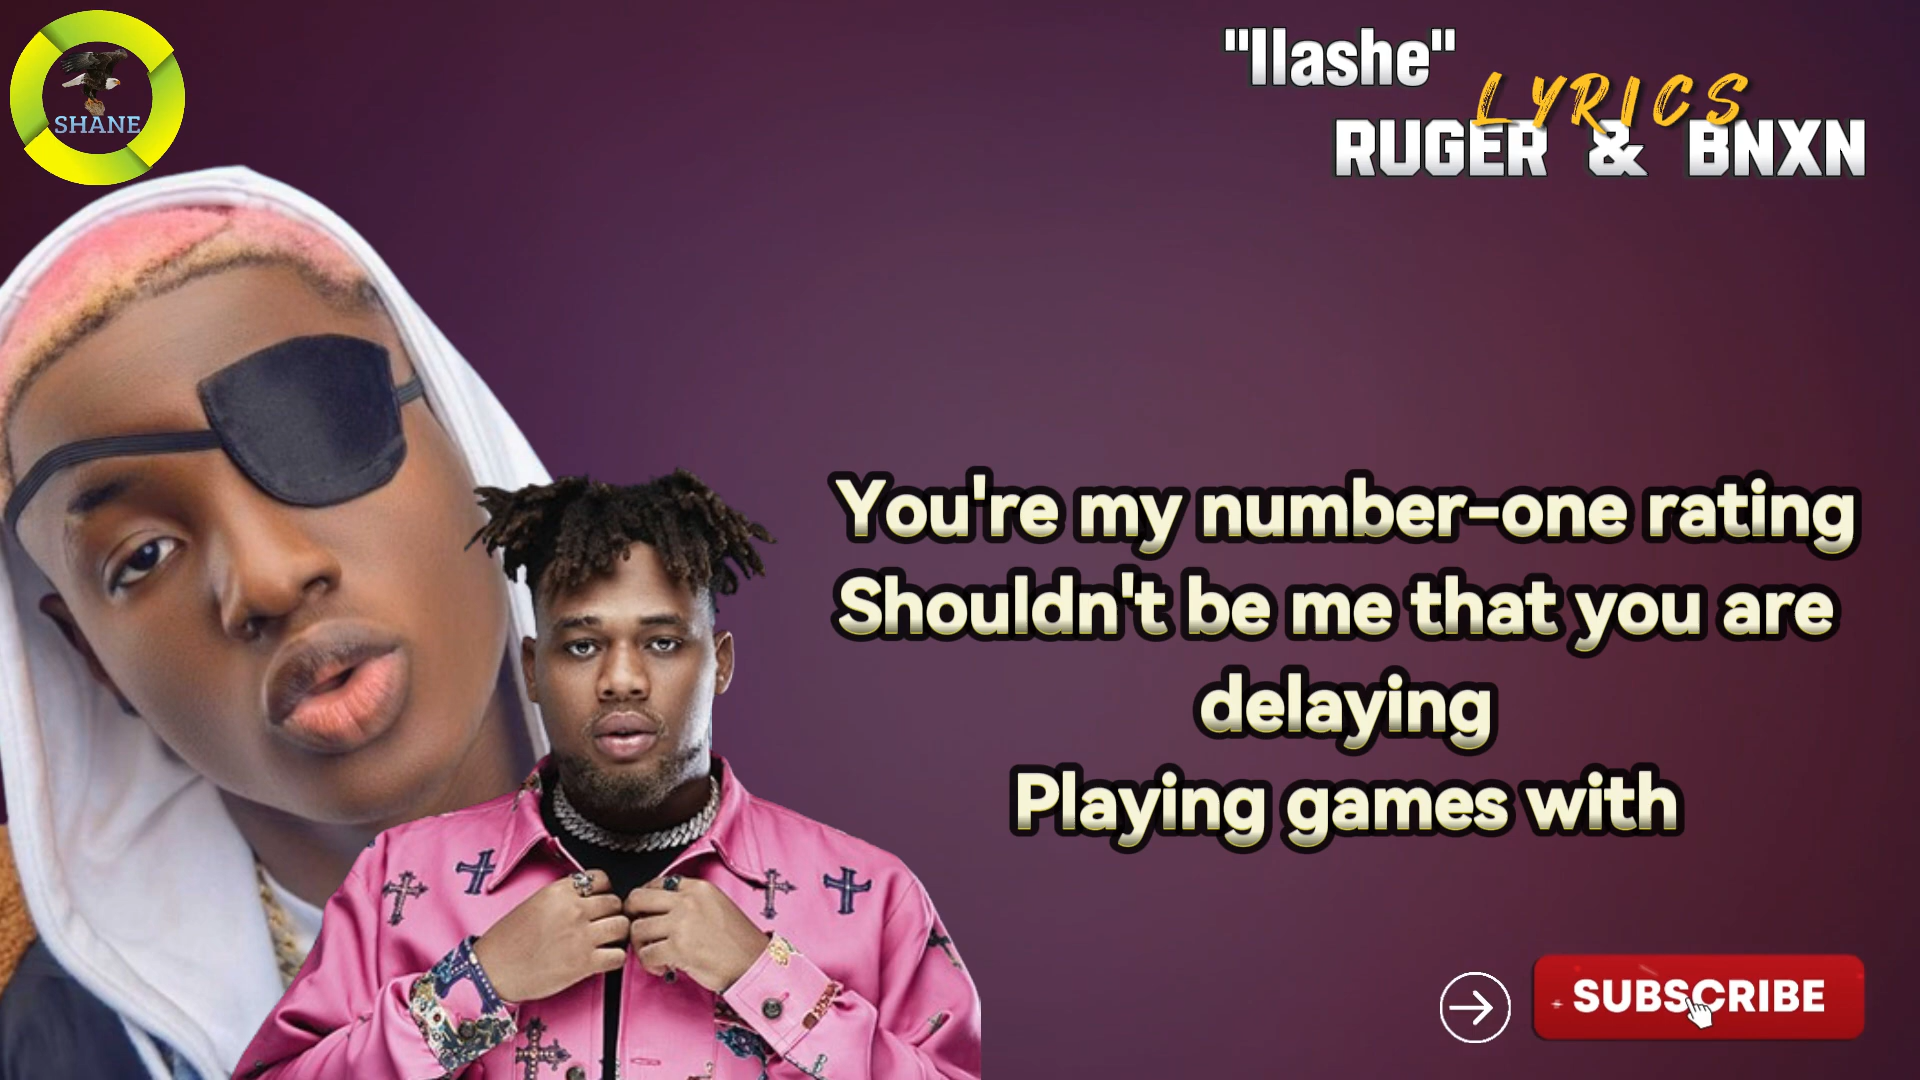 SHANE
"Ilashe"
LYRICS
RUGER & BNXN
You're my number-one rating
Shouldn't be me that you are
delaying
Playing games with
SUBSCRIBE